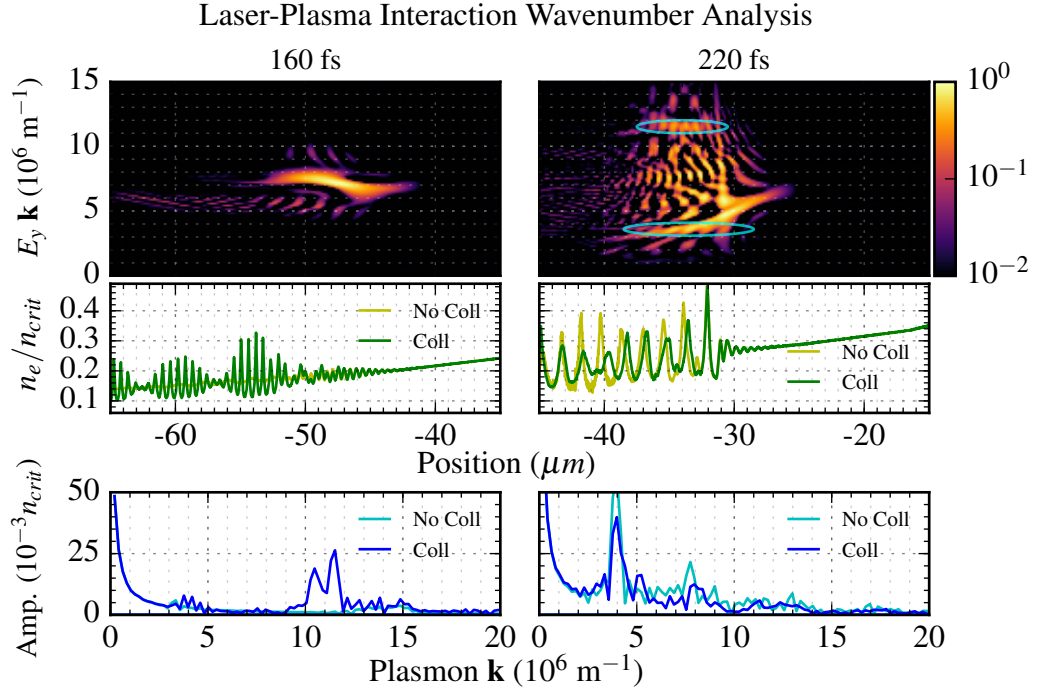 Laser-Plasma Interaction Wavenumber Analysis
160 fs
220 fs
E_y k (10^6 m^−1)
15
10
5
0
10^0
10^−1
10^−2
n_e/n_crit
0.4
0.3
0.2
0.1
No Coll
Coll
No Coll
Coll
-60 -50 -40
-40 -30 -20
Position (μm)
Amp. (10^−3 n_crit)
50
25
0
No Coll
Coll
No Coll
Coll
0 5 10 15 20
0 5 10 15 20
Plasmon k (10^6 m^−1)